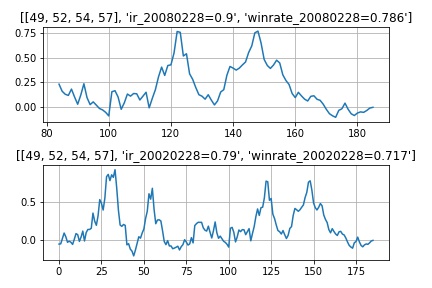 [[49, 52, 54, 57], 'ir_20080228=0.9', 'winrate_20080228=0.786']
0.75
0.50
0.25
0.00
80 100 120 140 160 180
[[49, 52, 54, 57], 'ir_20020228=0.79', 'winrate_20020228=0.717']
0.5
0.0
0 25 50 75 100 125 150 175